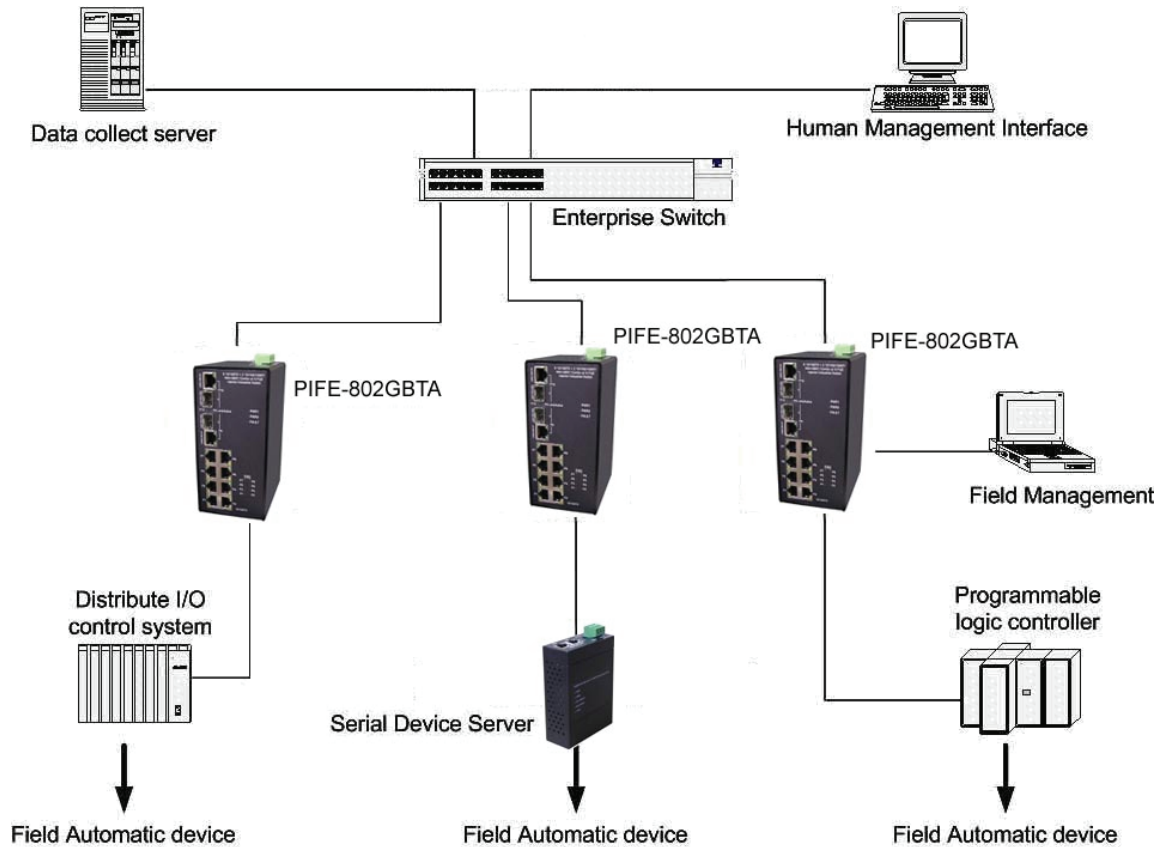 Data collect server
Human Management Interface
Enterprise Switch
PIFE-802GBTA
PIFE-802GBTA
PIFE-802GBTA
Field Management
Distribute I/O
control system
Serial Device Server
Programmable
logic controller
Field Automatic device
Field Automatic device
Field Automatic device